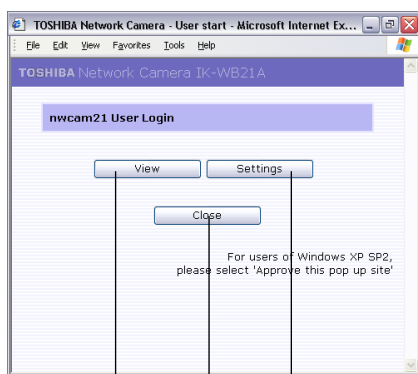 TOSHIBA Network Camera - User start - Microsoft Internet Ex...
File Edit View Favorites Tools Help
TOSHIBA Network Camera IK-WB21A
nwcam21 User Login
View Settings
Close
For users of Windows XP SP2,
please select 'Approve this pop up site'